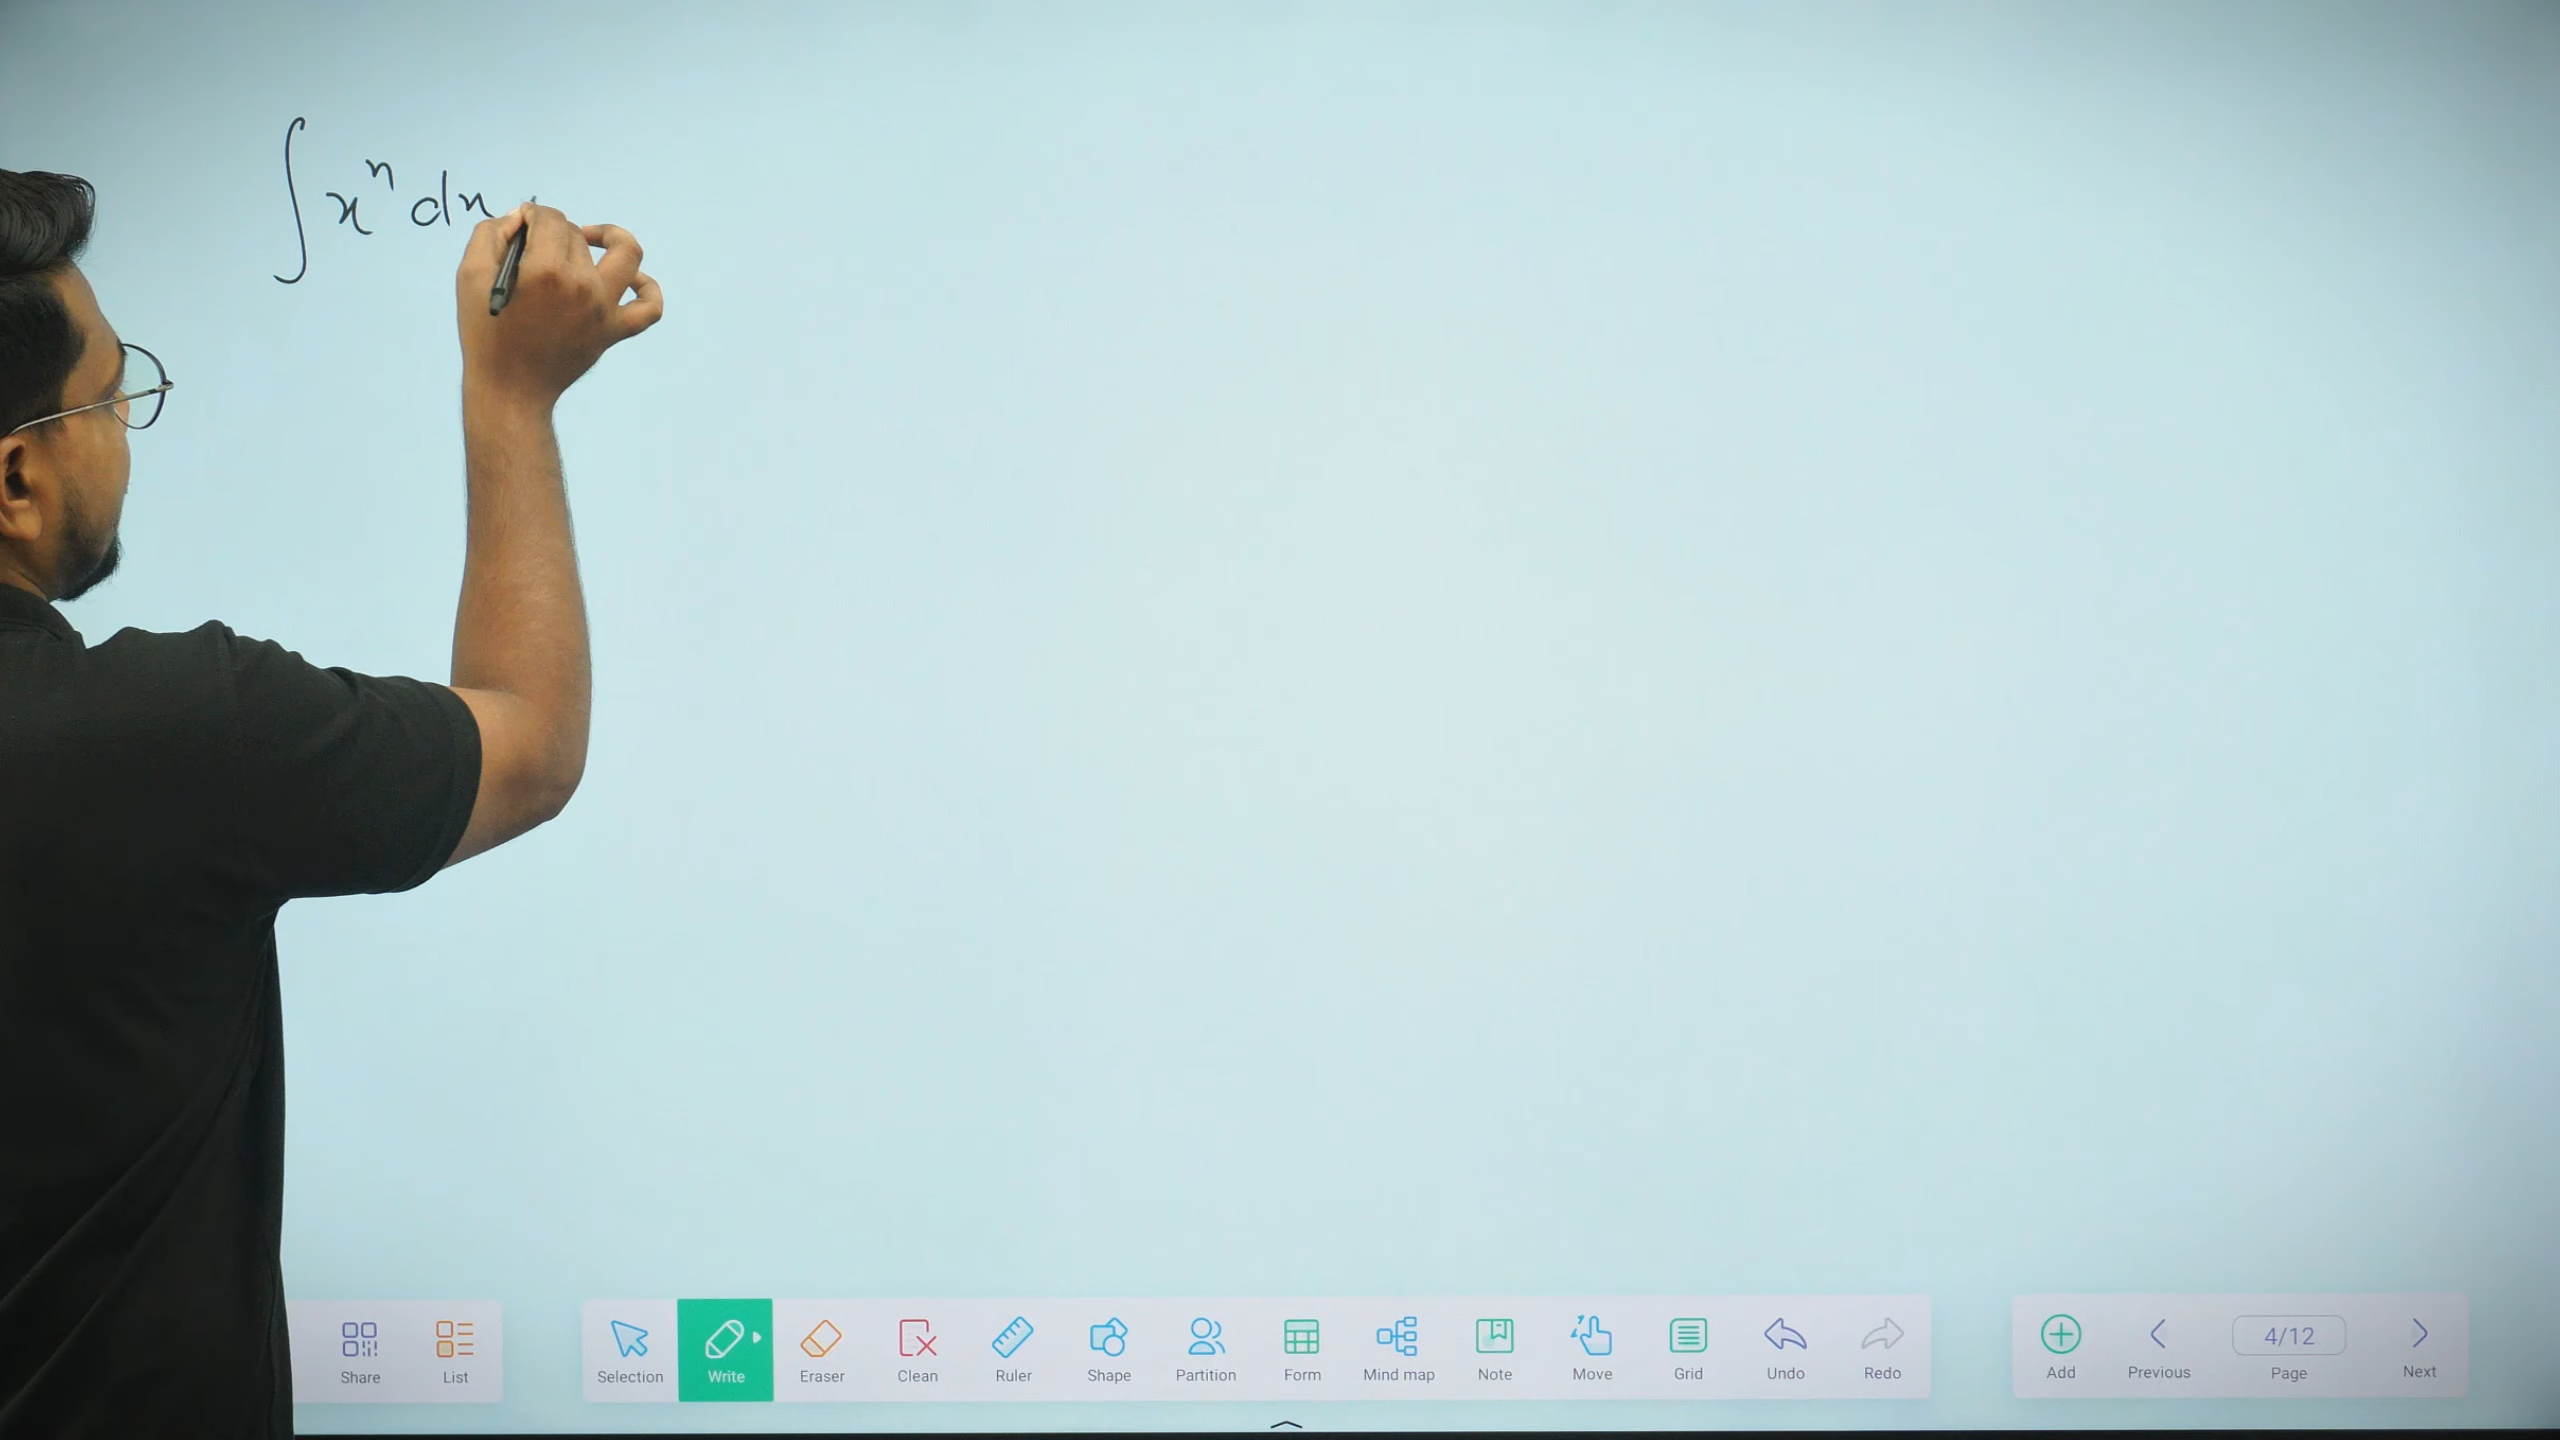 ∫ xⁿ dx
Share List Selection Write Eraser Clean Ruler Shape Partition Form Mind map Note Move Grid Undo Redo Add Previous 4/12 Page Next